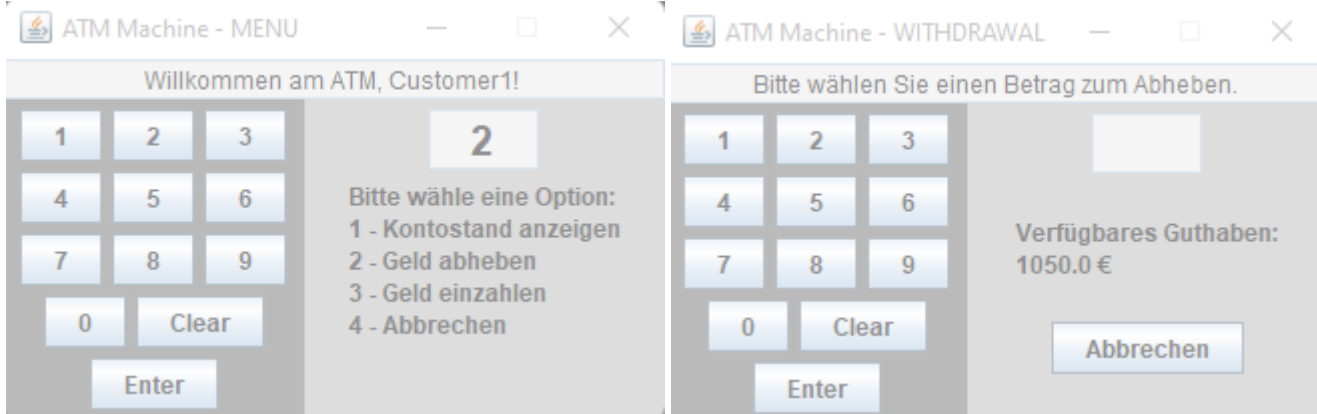 ATM Machine - MENU
Willkommen am ATM, Customer1!
1 2 3
4 5 6
7 8 9
0 Clear
Enter
2
Bitte wähle eine Option:
1 - Kontostand anzeigen
2 - Geld abheben
3 - Geld einzahlen
4 - Abbrechen
ATM Machine - WITHDRAWAL
Bitte wählen Sie einen Betrag zum Abheben.
1 2 3
4 5 6
7 8 9
0 Clear
Enter
Verfügbares Guthaben:
1050.0 €
Abbrechen